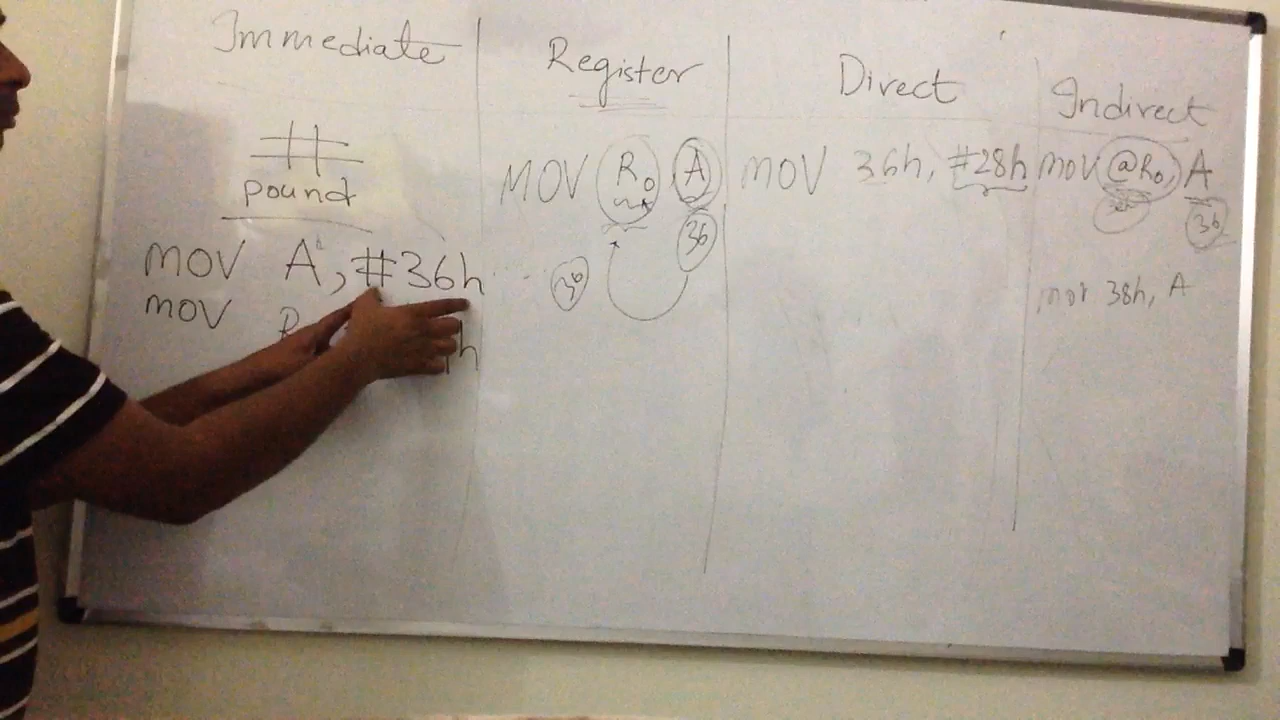 Immediate
#
pound
mov A, #36h
mov R h
Register
MOV R0, A
36
Direct
MOV 36h, #28h
Indirect
mov @R0, A
36
mov 38h, A